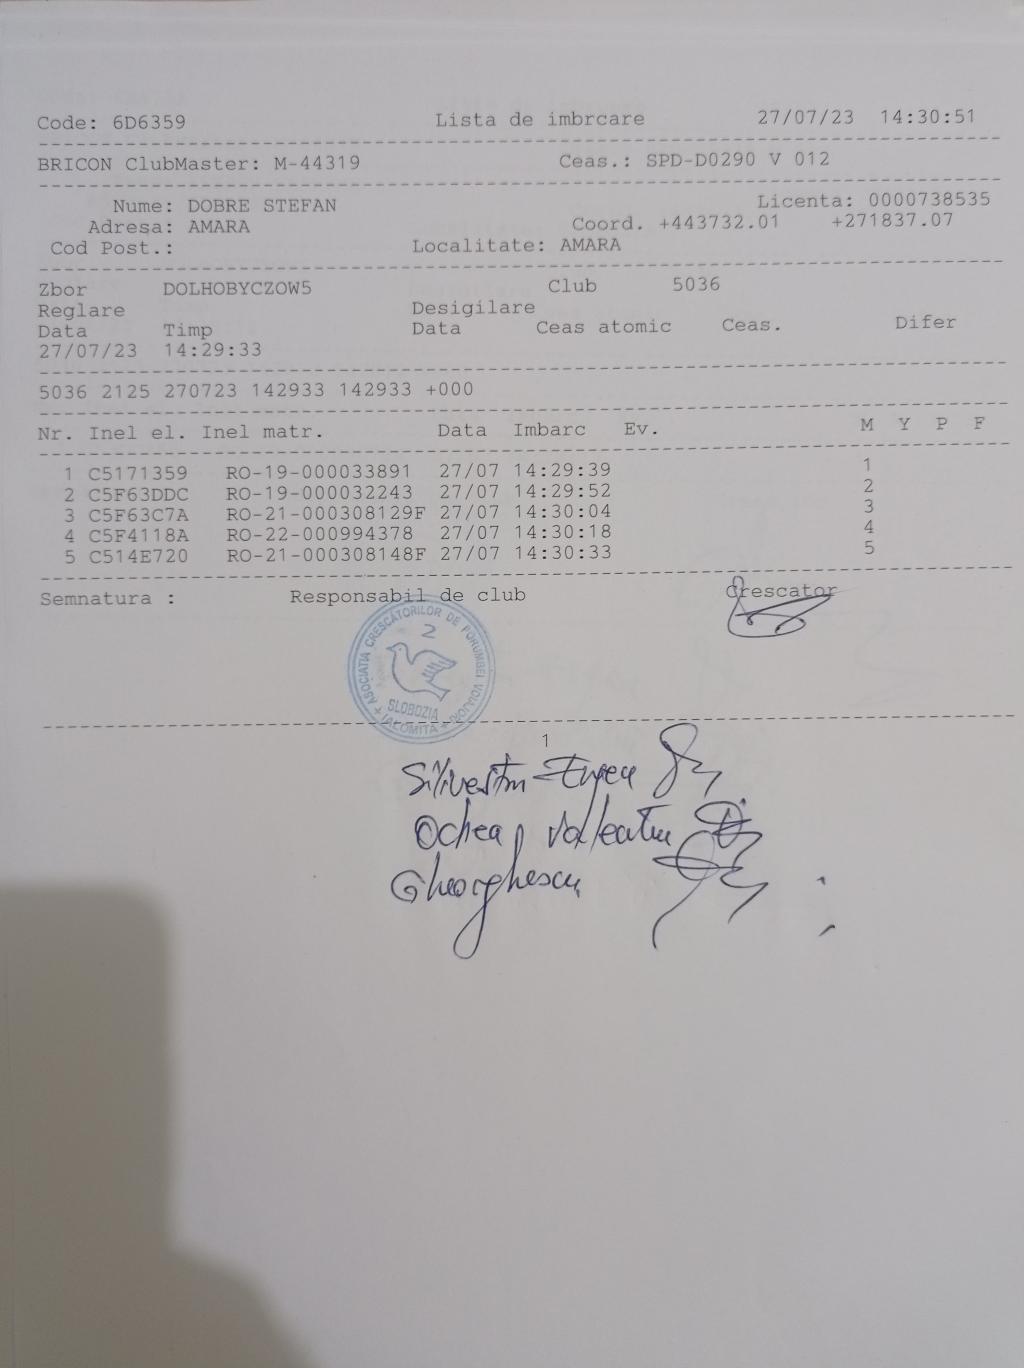 Code: 6D6359 Lista de imbrcare 27/07/23 14:30:51
BRICON ClubMaster: M-44319 Ceas.: SPD-D0290 V 012
Nume: DOBRE STEFAN Licenta: 0000738535
Adresa: AMARA Coord. +443732.01 +271837.07
Cod Post.: Localitate: AMARA
Zbor DOLHOBYCZOW5 Club 5036
Reglare Desigilare
Data Timp Data Ceas atomic Ceas. Difer
27/07/23 14:29:33
5036 2125 270723 142933 142933 +000
Nr. Inel el. Inel matr. Data Imbarc Ev. M Y P F
1 C5171359 RO-19-000033891 27/07 14:29:39 1
2 C5F63DDC RO-19-000032243 27/07 14:29:52 2
3 C5F63C7A RO-21-000308129F 27/07 14:30:04 3
4 C5F4118A RO-22-000994378 27/07 14:30:18 4
5 C514E720 RO-21-000308148F 27/07 14:30:33 5
Semnatura : Responsabil de club Crescator
ASOCIATIA CRESCATORILOR DE PORUMBEI VOIAJORI
2
SLOBOZIA
IALOMITA
1
Ochea
Gheorghescu